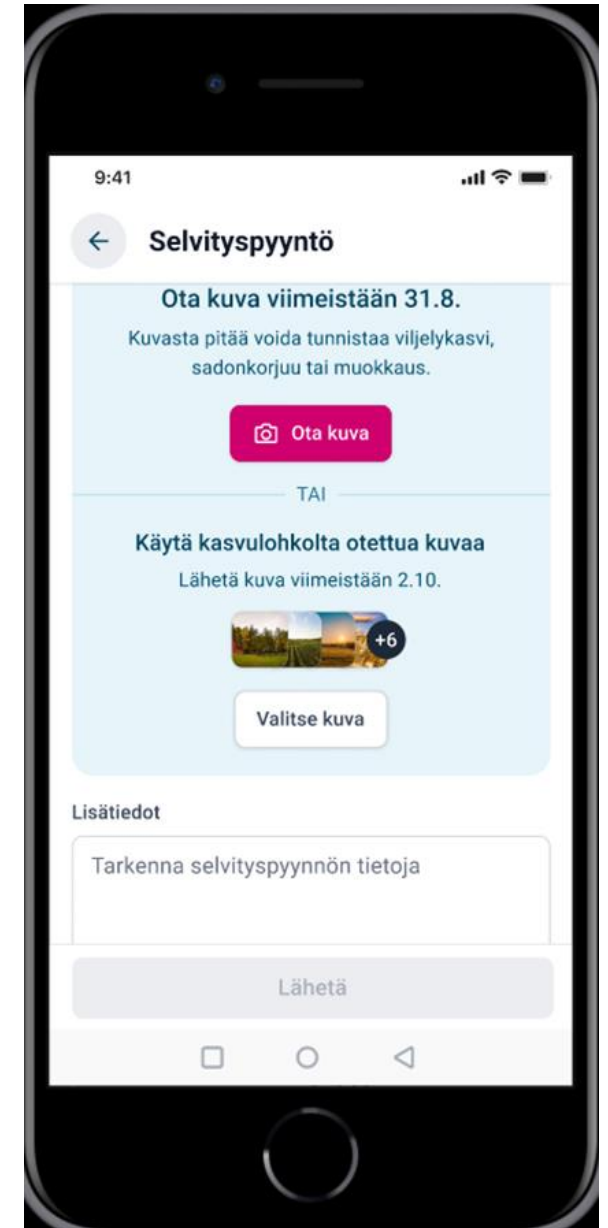 9:41
Selvityspyyntö
Ota kuva viimeistään 31.8.
Kuvasta pitää voida tunnistaa viljelykasvi,
sadonkorjuu tai muokkaus.
Ota kuva
TAI
Käytä kasvulohkolta otettua kuvaa
Lähetä kuva viimeistään 2.10.
+6
Valitse kuva
Lisätiedot
Tarkenna selvityspyynnön tietoja
Lähetä